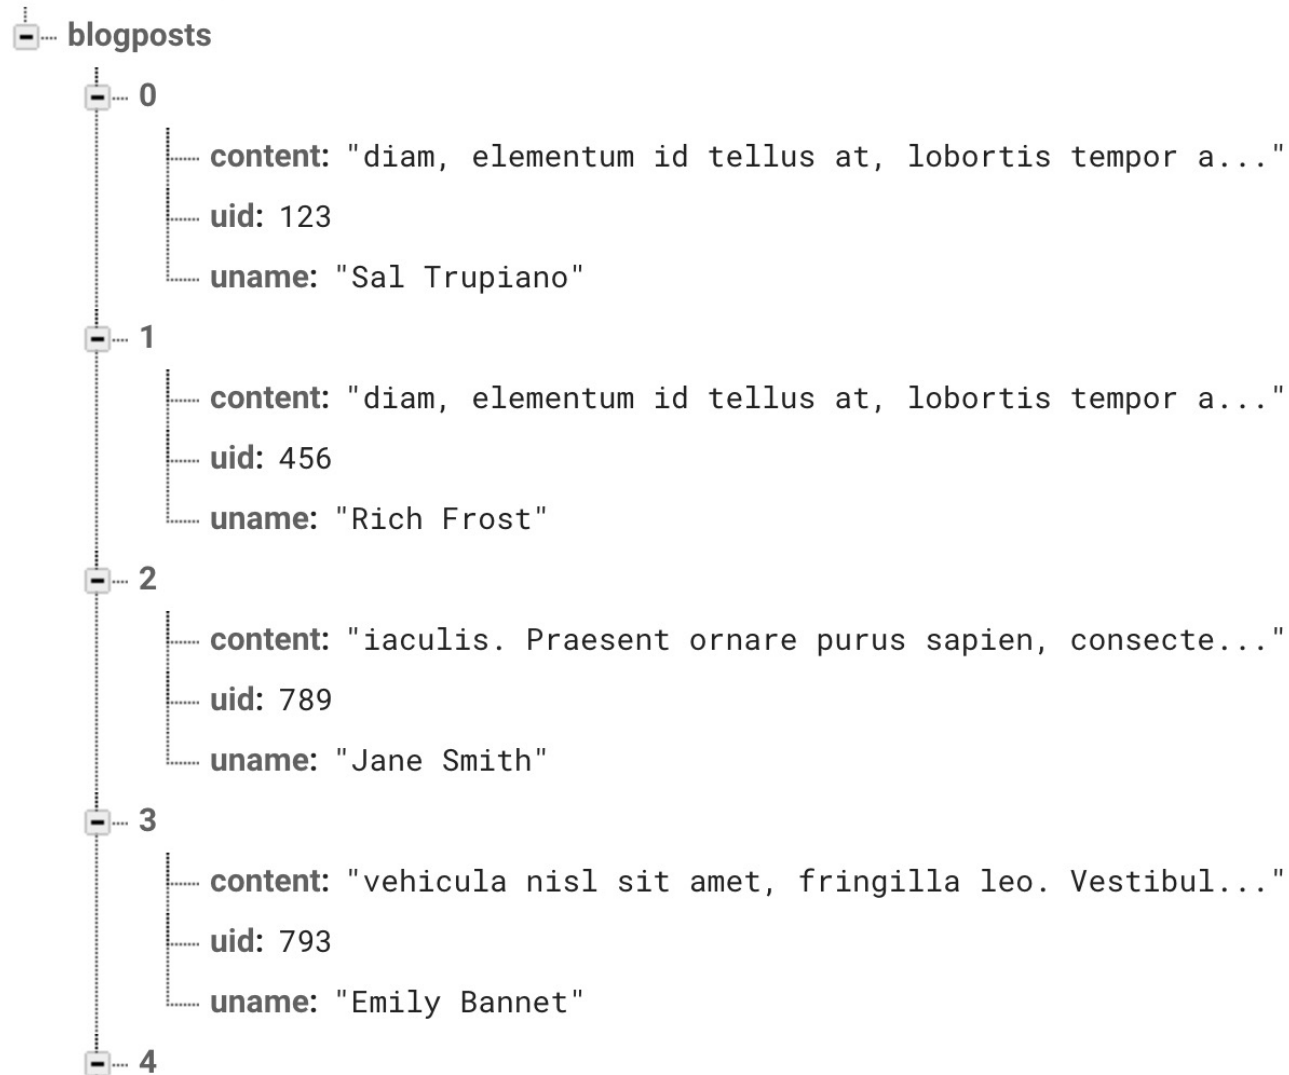 blogposts
0
content: "diam, elementum id tellus at, lobortis tempor a..."
uid: 123
uname: "Sal Trupiano"
1
content: "diam, elementum id tellus at, lobortis tempor a..."
uid: 456
uname: "Rich Frost"
2
content: "iaculis. Praesent ornare purus sapien, consecte..."
uid: 789
uname: "Jane Smith"
3
content: "vehicula nisl sit amet, fringilla leo. Vestibul..."
uid: 793
uname: "Emily Bannet"
4